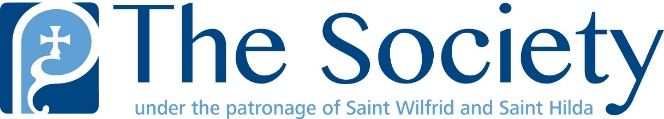 The Society
under the patronage of Saint Wilfrid and Saint Hilda